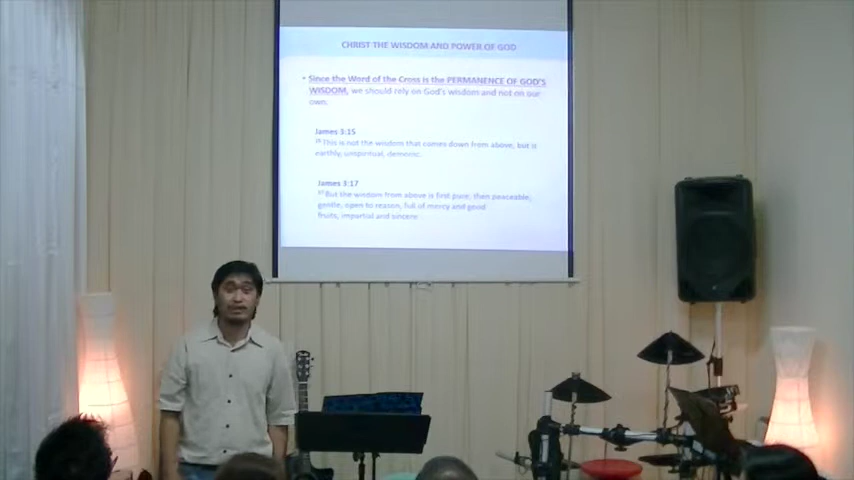 CHRIST THE WISDOM AND POWER OF GOD
• Since the Word of the Cross is the PERMANENCE OF GOD'S
WISDOM, we should rely on God's wisdom and not on our
own.
James 3:15
15 This is not the wisdom that comes down from above, but is
earthly, unspiritual, demonic.
James 3:17
17 But the wisdom from above is first pure, then peaceable,
gentle, open to reason, full of mercy and good
fruits, impartial and sincere.